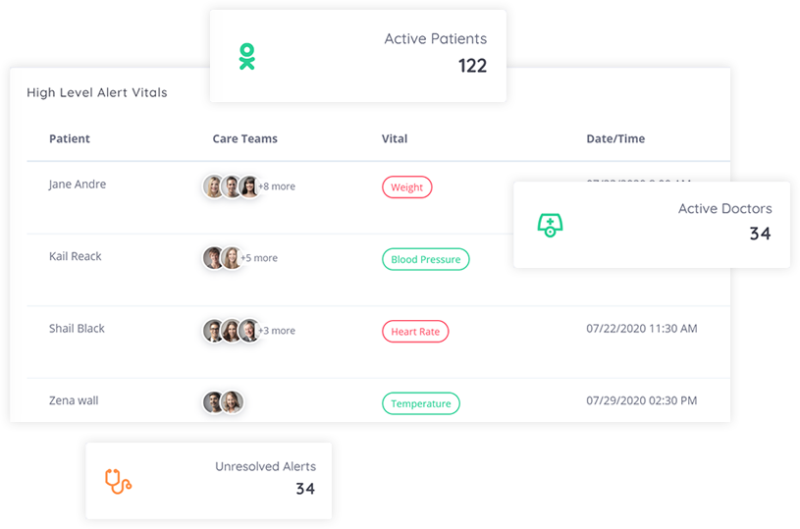 Active Patients
122
High Level Alert Vitals
Patient Care Teams Vital Date/Time
Jane Andre +8 more Weight
Active Doctors
34
Kail Reack +5 more Blood Pressure
Shail Black +3 more Heart Rate 07/22/2020 11:30 AM
Zena wall Temperature 07/29/2020 02:30 PM
Unresolved Alerts
34